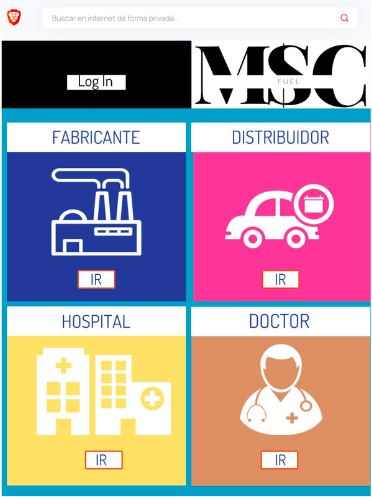 Buscar en internet de forma privada...
Log In
MSC
FUEL
FABRICANTE
DISTRIBUIDOR
IR
IR
HOSPITAL
DOCTOR
IR
IR